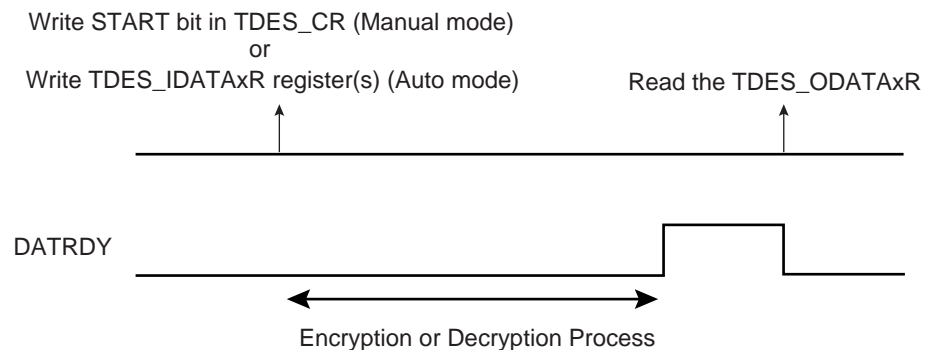 Write START bit in TDES_CR (Manual mode)
or
Write TDES_IDATAxR register(s) (Auto mode)
Read the TDES_ODATAxR
DATRDY
Encryption or Decryption Process